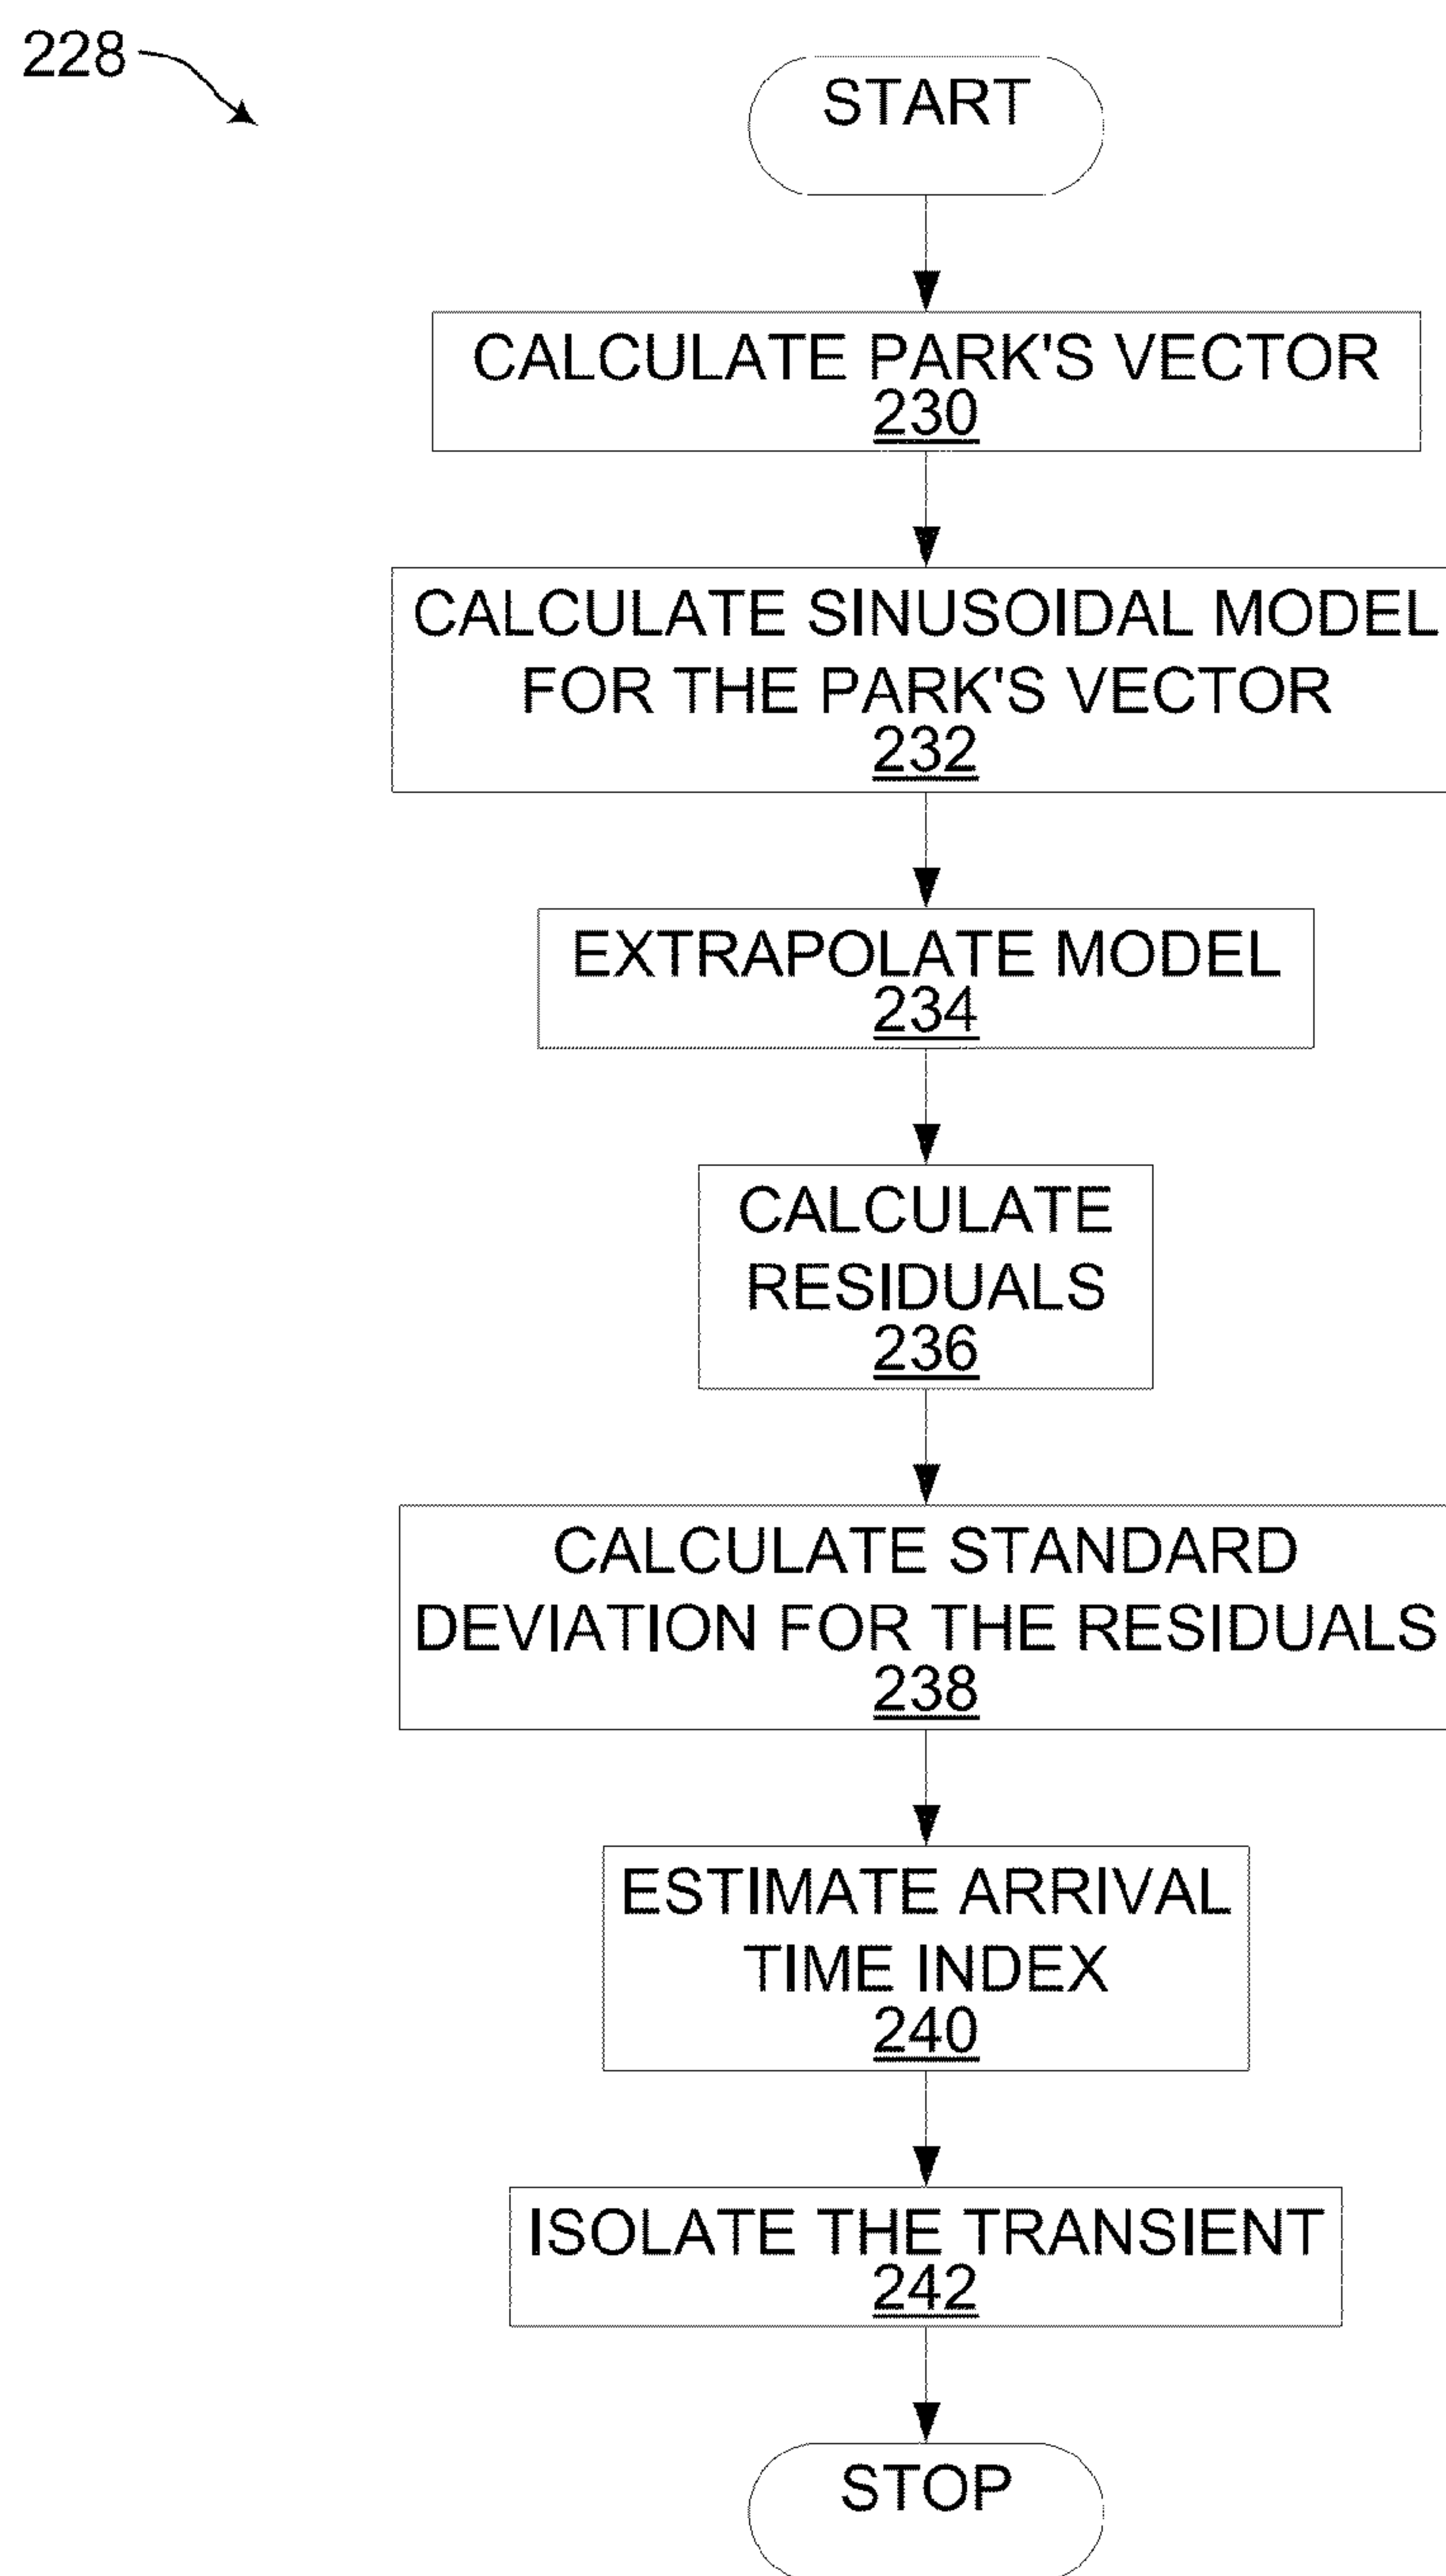 228
START
CALCULATE PARK'S VECTOR
230
CALCULATE SINUSOIDAL MODEL
FOR THE PARK'S VECTOR
232
EXTRAPOLATE MODEL
234
CALCULATE
RESIDUALS
236
CALCULATE STANDARD
DEVIATION FOR THE RESIDUALS
238
ESTIMATE ARRIVAL
TIME INDEX
240
ISOLATE THE TRANSIENT
242
STOP